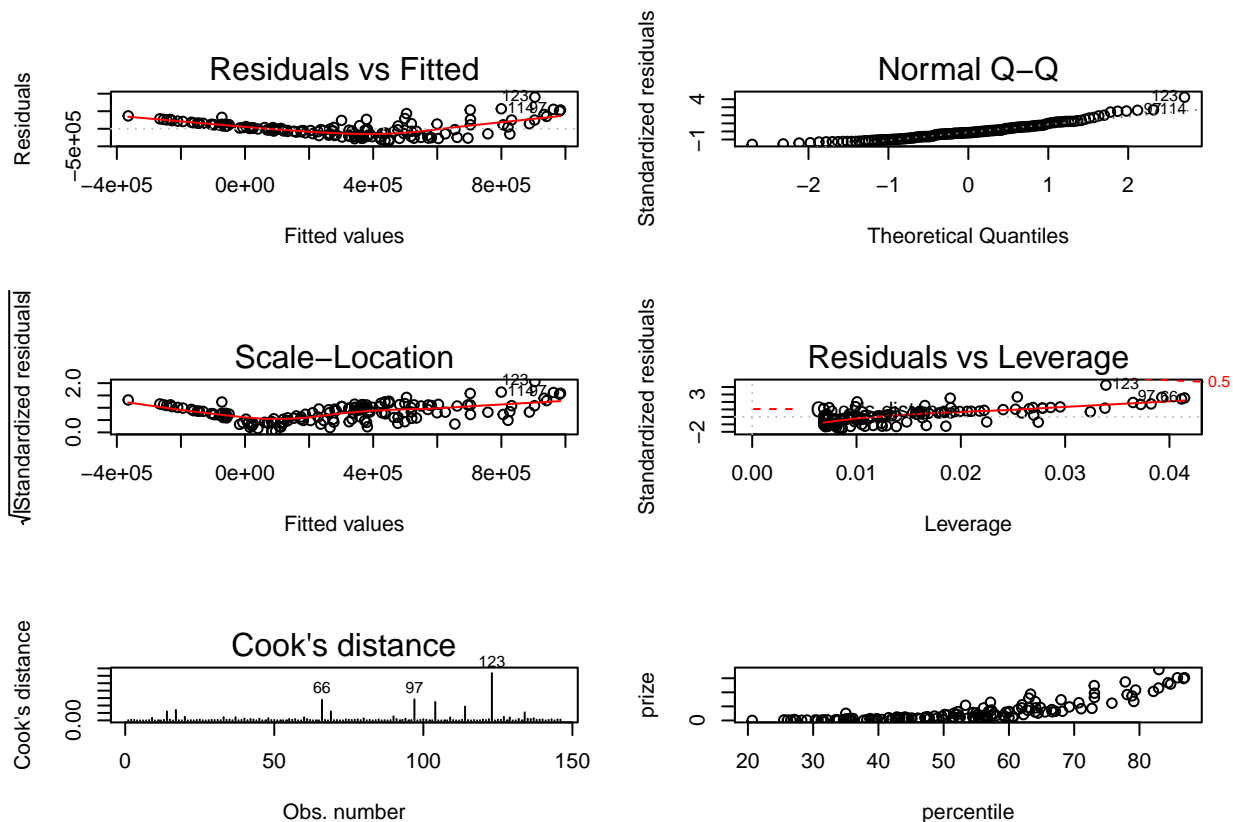 Residuals vs Fitted
Residuals
−5e+05
123
114
97
−4e+05 0e+00 4e+05 8e+05
Fitted values
Normal Q−Q
Standardized residuals
−1 4
123
97
114
−2 −1 0 1 2
Theoretical Quantiles
Scale−Location
√|Standardized residuals|
0.0 2.0
123
114
97
−4e+05 0e+00 4e+05 8e+05
Fitted values
Residuals vs Leverage
Standardized residuals
−2 3
123
97
66
0.5
0.00 0.01 0.02 0.03 0.04
Leverage
Cook's distance
Cook's distance
0.00
66
97
123
0 50 100 150
Obs. number
prize
0
20 30 40 50 60 70 80
percentile